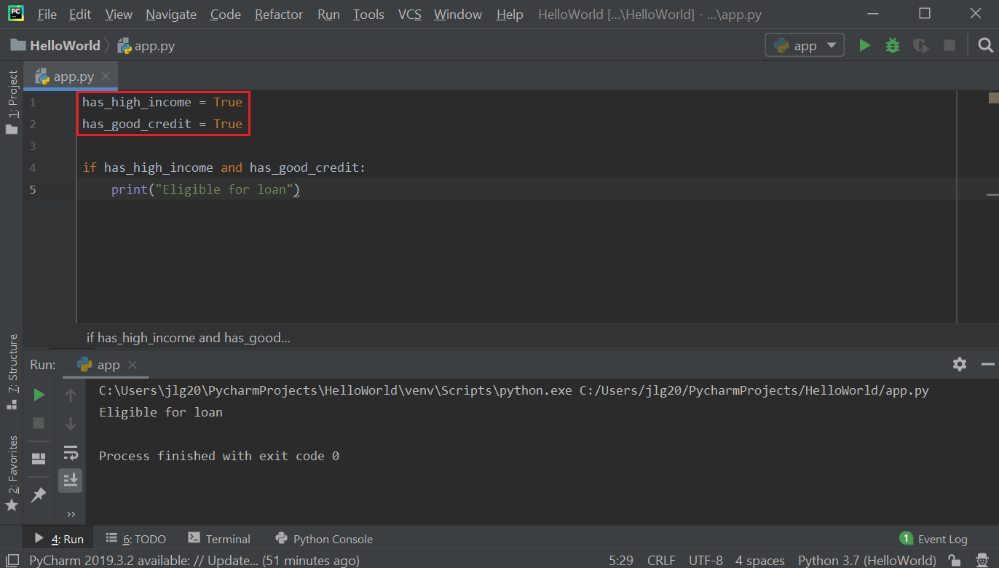 PC File Edit View Navigate Code Refactor Run Tools VCS Window Help HelloWorld [...\HelloWorld] - ...\app.py
HelloWorld app.py app
app.py
1: Project
1 has_high_income = True
2 has_good_credit = True
3
4 if has_high_income and has_good_credit:
5 print("Eligible for loan")
if has_high_income and has_good...
7: Structure
2: Favorites
Run: app
C:\Users\jlg20\PycharmProjects\HelloWorld\venv\Scripts\python.exe C:/Users/jlg20/PycharmProjects/HelloWorld/app.py
Eligible for loan
Process finished with exit code 0
4: Run 6: TODO Terminal Python Console 1 Event Log
PyCharm 2019.3.2 available: // Update... (51 minutes ago) 5:29 CRLF UTF-8 4 spaces Python 3.7 (HelloWorld)